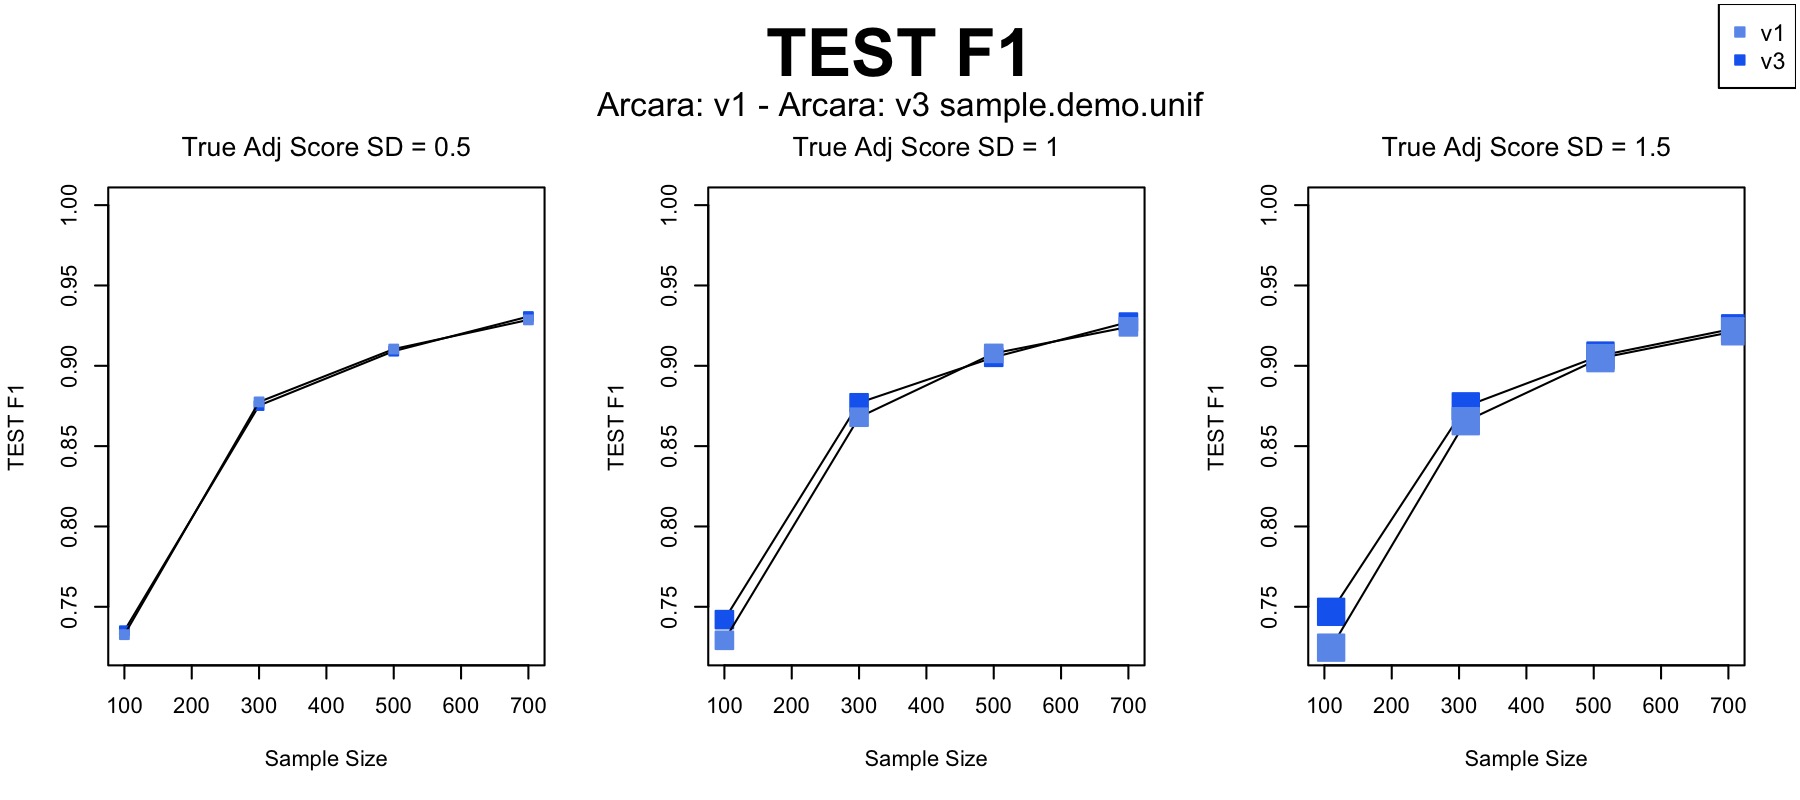 TEST F1
Arcara: v1 - Arcara: v3 sample.demo.unif
v1
v3
True Adj Score SD = 0.5
TEST F1
1.00
0.95
0.90
0.85
0.80
0.75
100 200 300 400 500 600 700
Sample Size
True Adj Score SD = 1
TEST F1
1.00
0.95
0.90
0.85
0.80
0.75
100 200 300 400 500 600 700
Sample Size
True Adj Score SD = 1.5
TEST F1
1.00
0.95
0.90
0.85
0.80
0.75
100 200 300 400 500 600 700
Sample Size